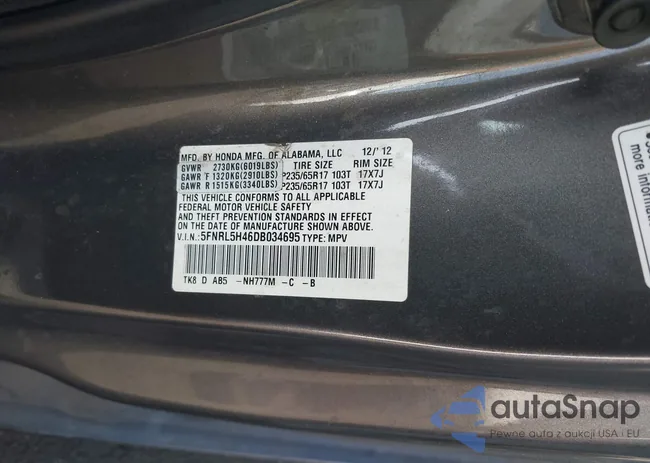 MFD. BY HONDA MFG. OF ALABAMA, LLC 12/'12
GVWR 2730KG(6019LBS) TIRE SIZE RIM SIZE
GAWR F 1320KG(2910LBS) P235/65R17 103T 17X7J
GAWR R 1515KG(3340LBS) P235/65R17 103T 17X7J
THIS VEHICLE CONFORMS TO ALL APPLICABLE
FEDERAL MOTOR VEHICLE SAFETY
AND THEFT PREVENTION STANDARDS IN EFFECT
ON THE DATE OF MANUFACTURE SHOWN ABOVE.
V.I.N.: 5FNRL5H46DB034695 TYPE: MPV
TK8 D AB5 -NH777M -C -B
more inform
autaSnap
Pewne auta z aukcji USA i EU